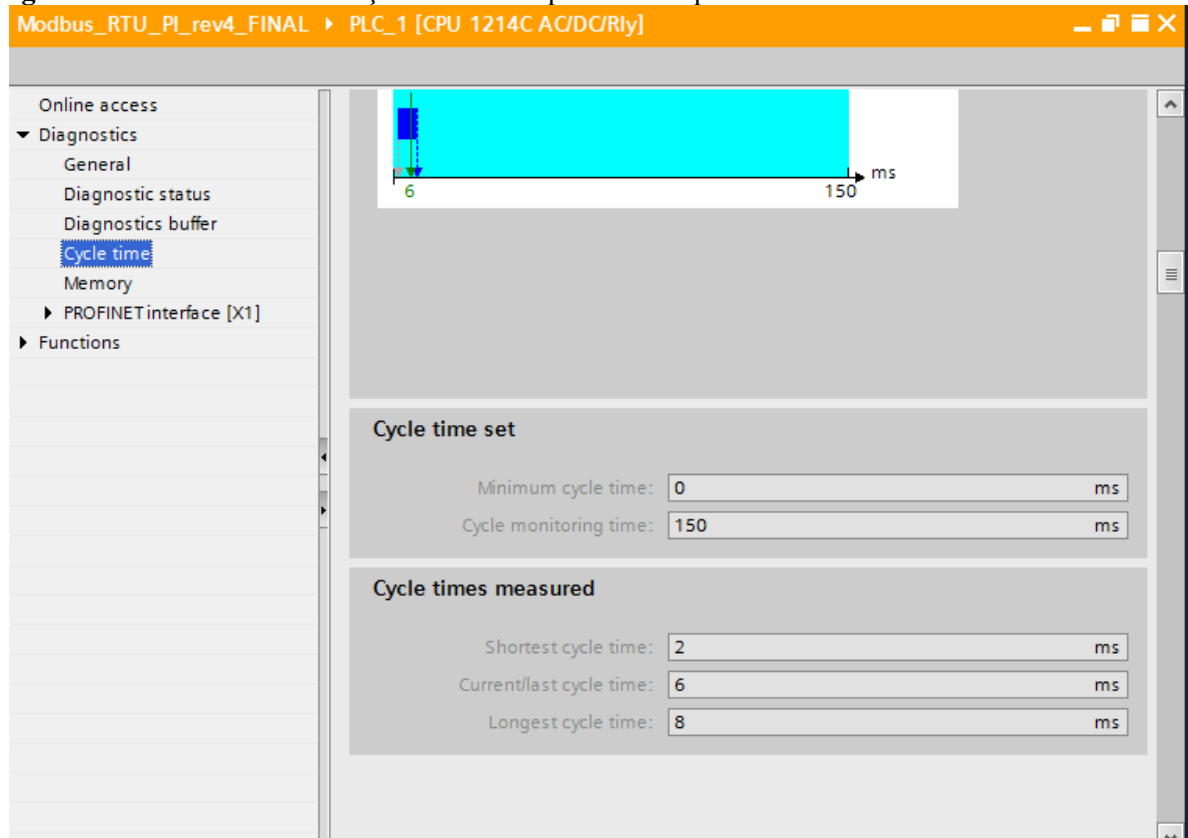 Modbus_RTU_PI_rev4_FINAL PLC_1 [CPU 1214C AC/DC/Rly]
Online access
Diagnostics
General
Diagnostic status
Diagnostics buffer
Cycle time
Memory
PROFINET interface [X1]
Functions
ms
6 150
Cycle time set
Minimum cycle time: 0 ms
Cycle monitoring time: 150 ms
Cycle times measured
Shortest cycle time: 2 ms
Current/last cycle time: 6 ms
Longest cycle time: 8 ms